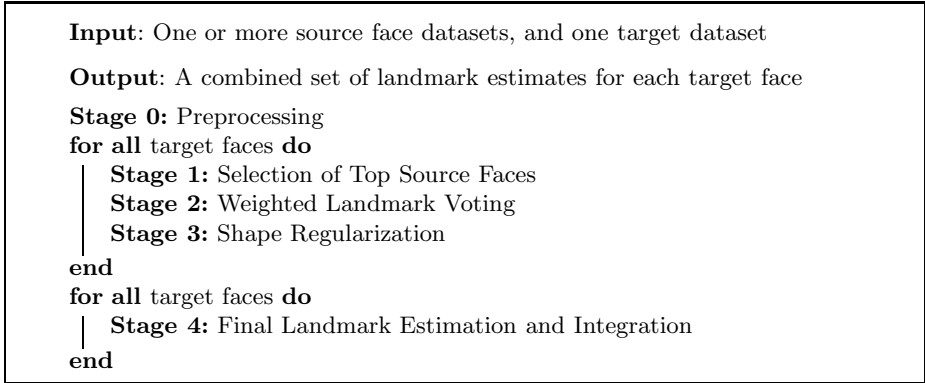 Input: One or more source face datasets, and one target dataset
Output: A combined set of landmark estimates for each target face
Stage 0: Preprocessing
for all target faces do
Stage 1: Selection of Top Source Faces
Stage 2: Weighted Landmark Voting
Stage 3: Shape Regularization
end
for all target faces do
Stage 4: Final Landmark Estimation and Integration
end